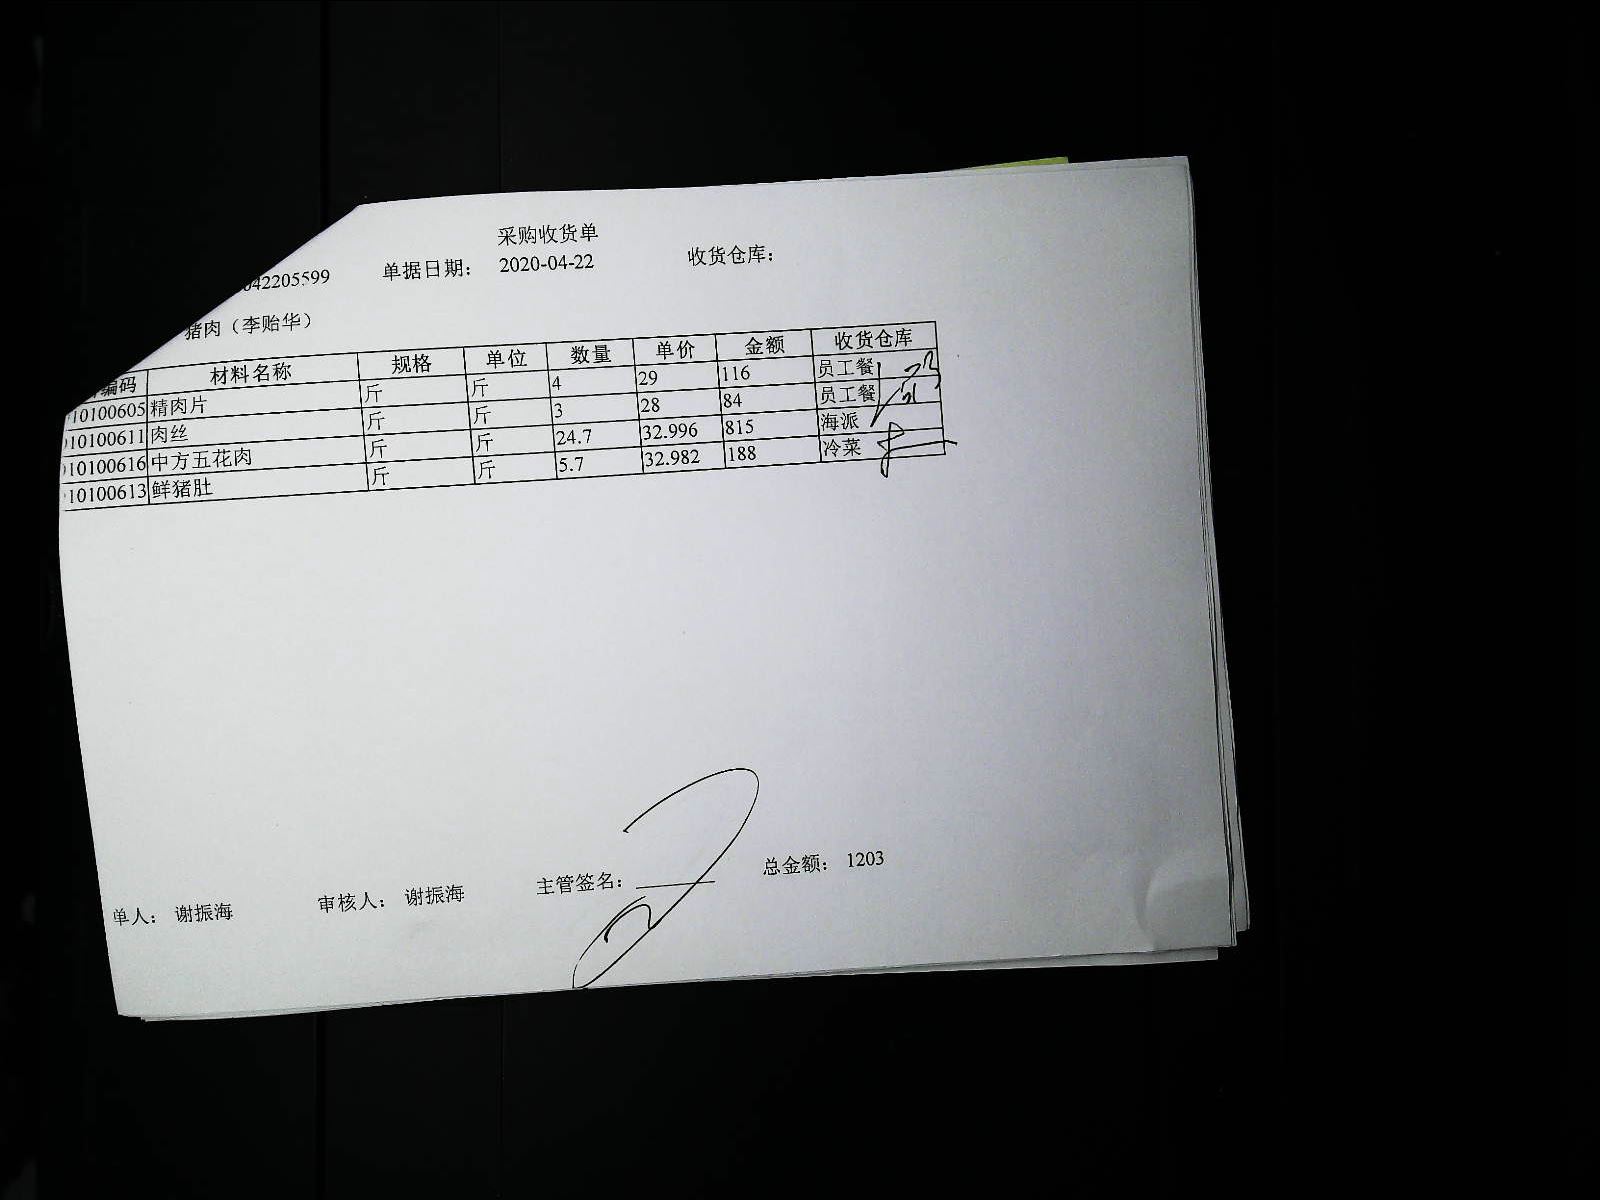 采购收货单
042205599 单据日期： 2020-04-22 收货仓库：
猪肉（李贻华）
编码 材料名称 规格 单位 数量 单价 金额 收货仓库
10100605 精肉片 斤 斤 4 29 116 员工餐
10100611 肉丝 斤 斤 3 28 84 员工餐
10100616 中方五花肉 斤 斤 24.7 32.996 815 海派
10100613 鲜猪肚 斤 斤 5.7 32.982 188 冷菜
单人： 谢振海 审核人： 谢振海 主管签名： 总金额： 1203